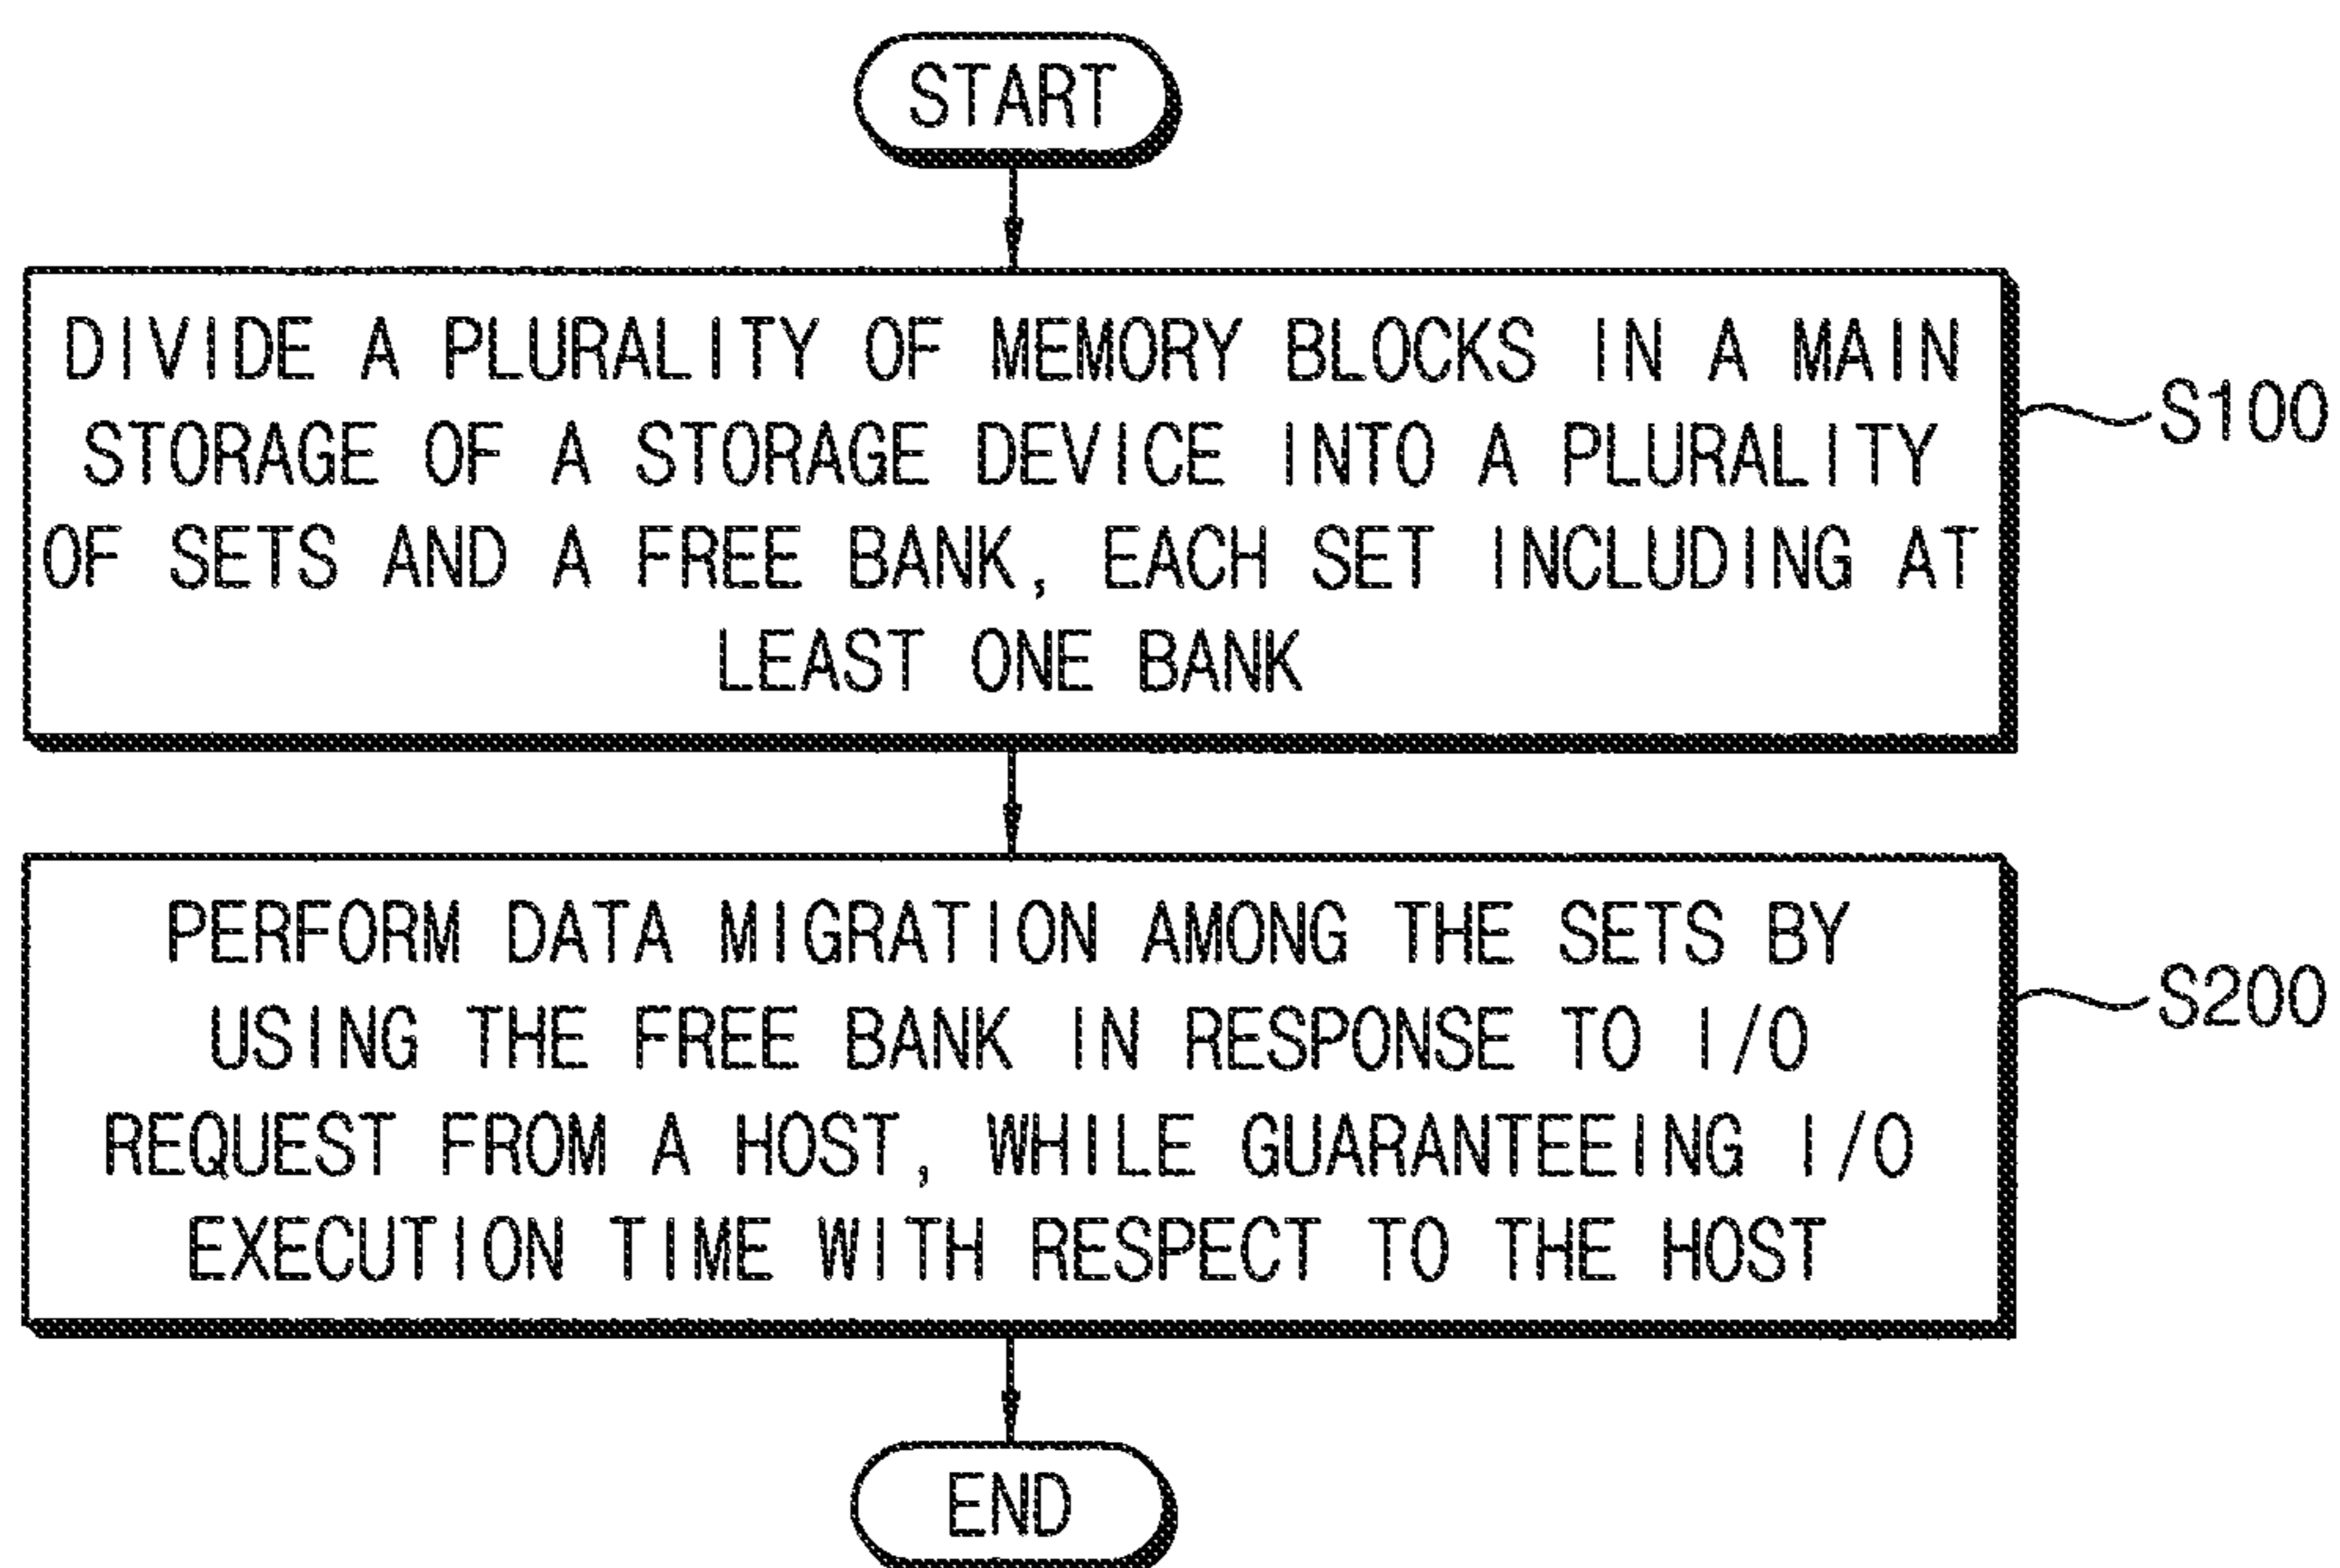 START
DIVIDE A PLURALITY OF MEMORY BLOCKS IN A MAIN
STORAGE OF A STORAGE DEVICE INTO A PLURALITY
OF SETS AND A FREE BANK, EACH SET INCLUDING AT
LEAST ONE BANK
S100
PERFORM DATA MIGRATION AMONG THE SETS BY
USING THE FREE BANK IN RESPONSE TO I/O
REQUEST FROM A HOST, WHILE GUARANTEEING I/O
EXECUTION TIME WITH RESPECT TO THE HOST
S200
END